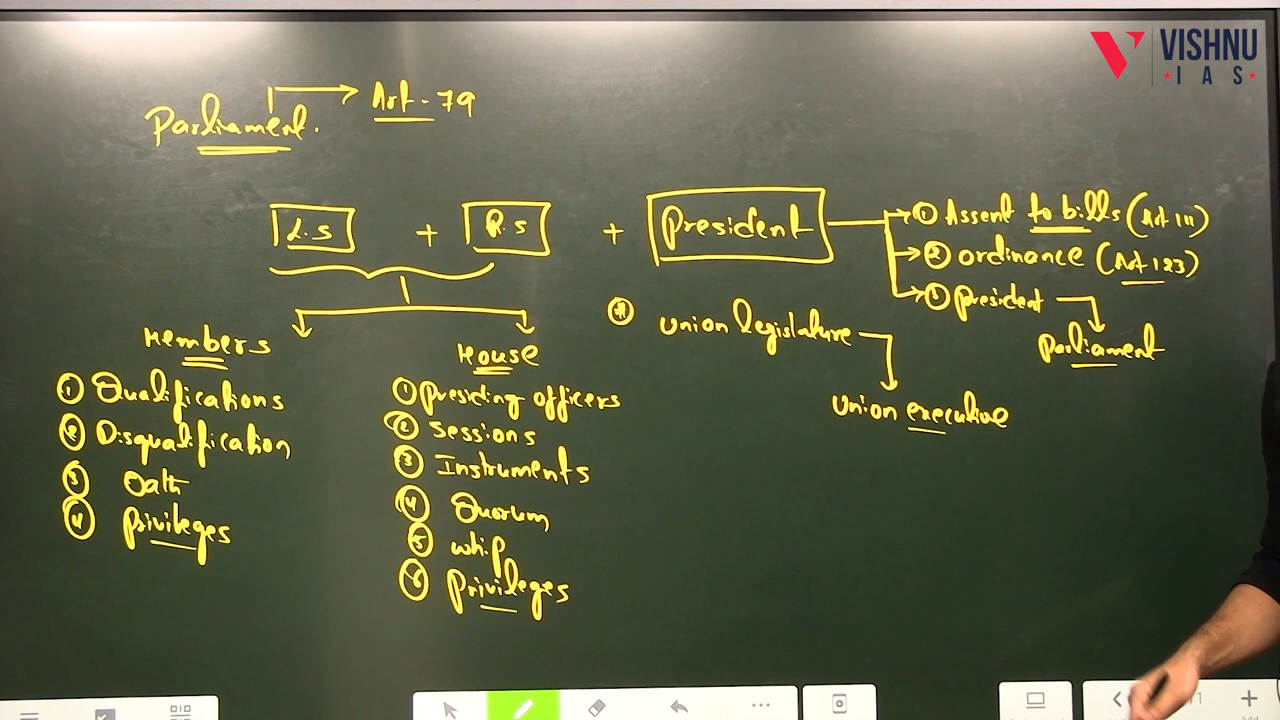 VISHNU
IAS
Parliament. Art-79
L.S + R.S + President
① Assent to bills (Art 111)
② ordinance (Art 123)
③ president
Parliament
union legislature
union executive
Members
① Qualifications
② Disqualification
③ Oath
④ privileges
House
① Presiding officers
② Sessions
③ Instruments
④ Quorum
⑤ whip
⑥ privileges